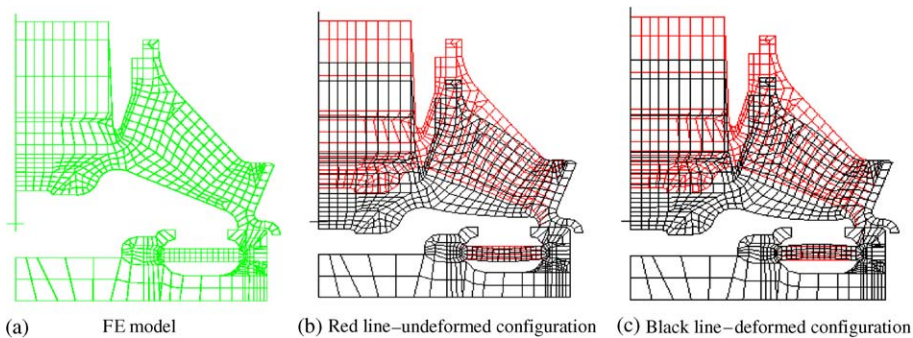 (a) FE model (b) Red line–undeformed configuration (c) Black line–deformed configuration